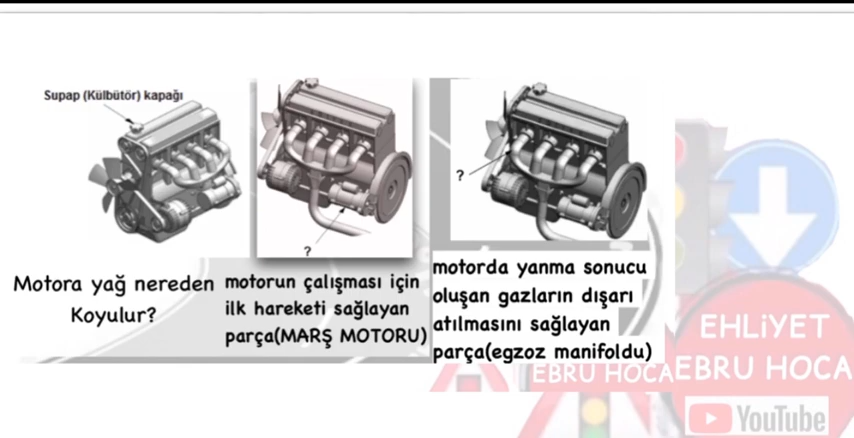 Supap (Külbütör) kapağı
Motora yağ nereden
Koyulur?
?
motorun çalışması için
ilk hareketi sağlayan
parça(MARŞ MOTORU)
?
motorda yanma sonucu
oluşan gazların dışarı
atılmasını sağlayan
parça(egzoz manifoldu)
EHLİYET
EBRU HOCA
EBRU HOCA
YouTube